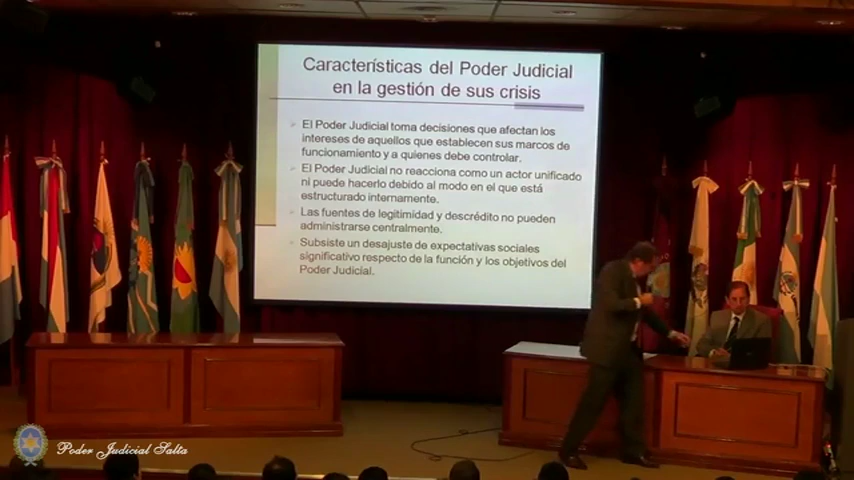 Características del Poder Judicial
en la gestión de sus crisis
El Poder Judicial toma decisiones que afectan los
intereses de aquellos que establecen sus marcos de
funcionamiento y a quienes debe controlar.
El Poder Judicial no reacciona como un actor unificado
ni puede hacerlo debido al modo en el que está
estructurado internamente.
Las fuentes de legitimidad y descrédito no pueden
administrarse centralmente.
Subsiste un desajuste de expectativas sociales
significativo respecto de la función y los objetivos del
Poder Judicial.
Poder Judicial Salta